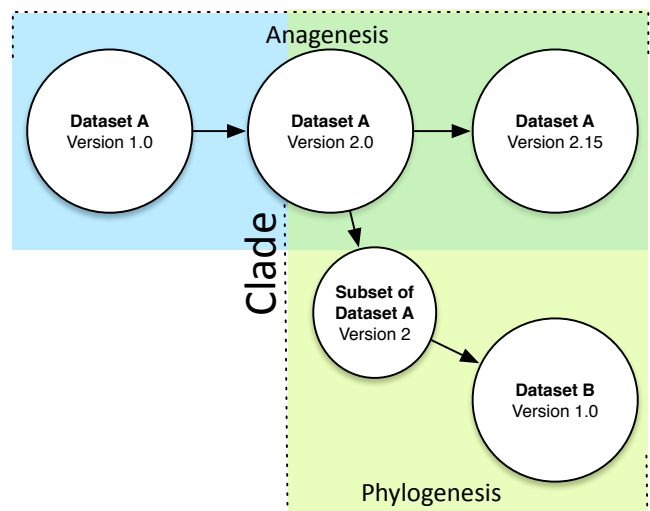 Anagenesis
Dataset A
Version 1.0
Dataset A
Version 2.0
Dataset A
Version 2.15
Clade
Subset of
Dataset A
Version 2
Dataset B
Version 1.0
Phylogenesis